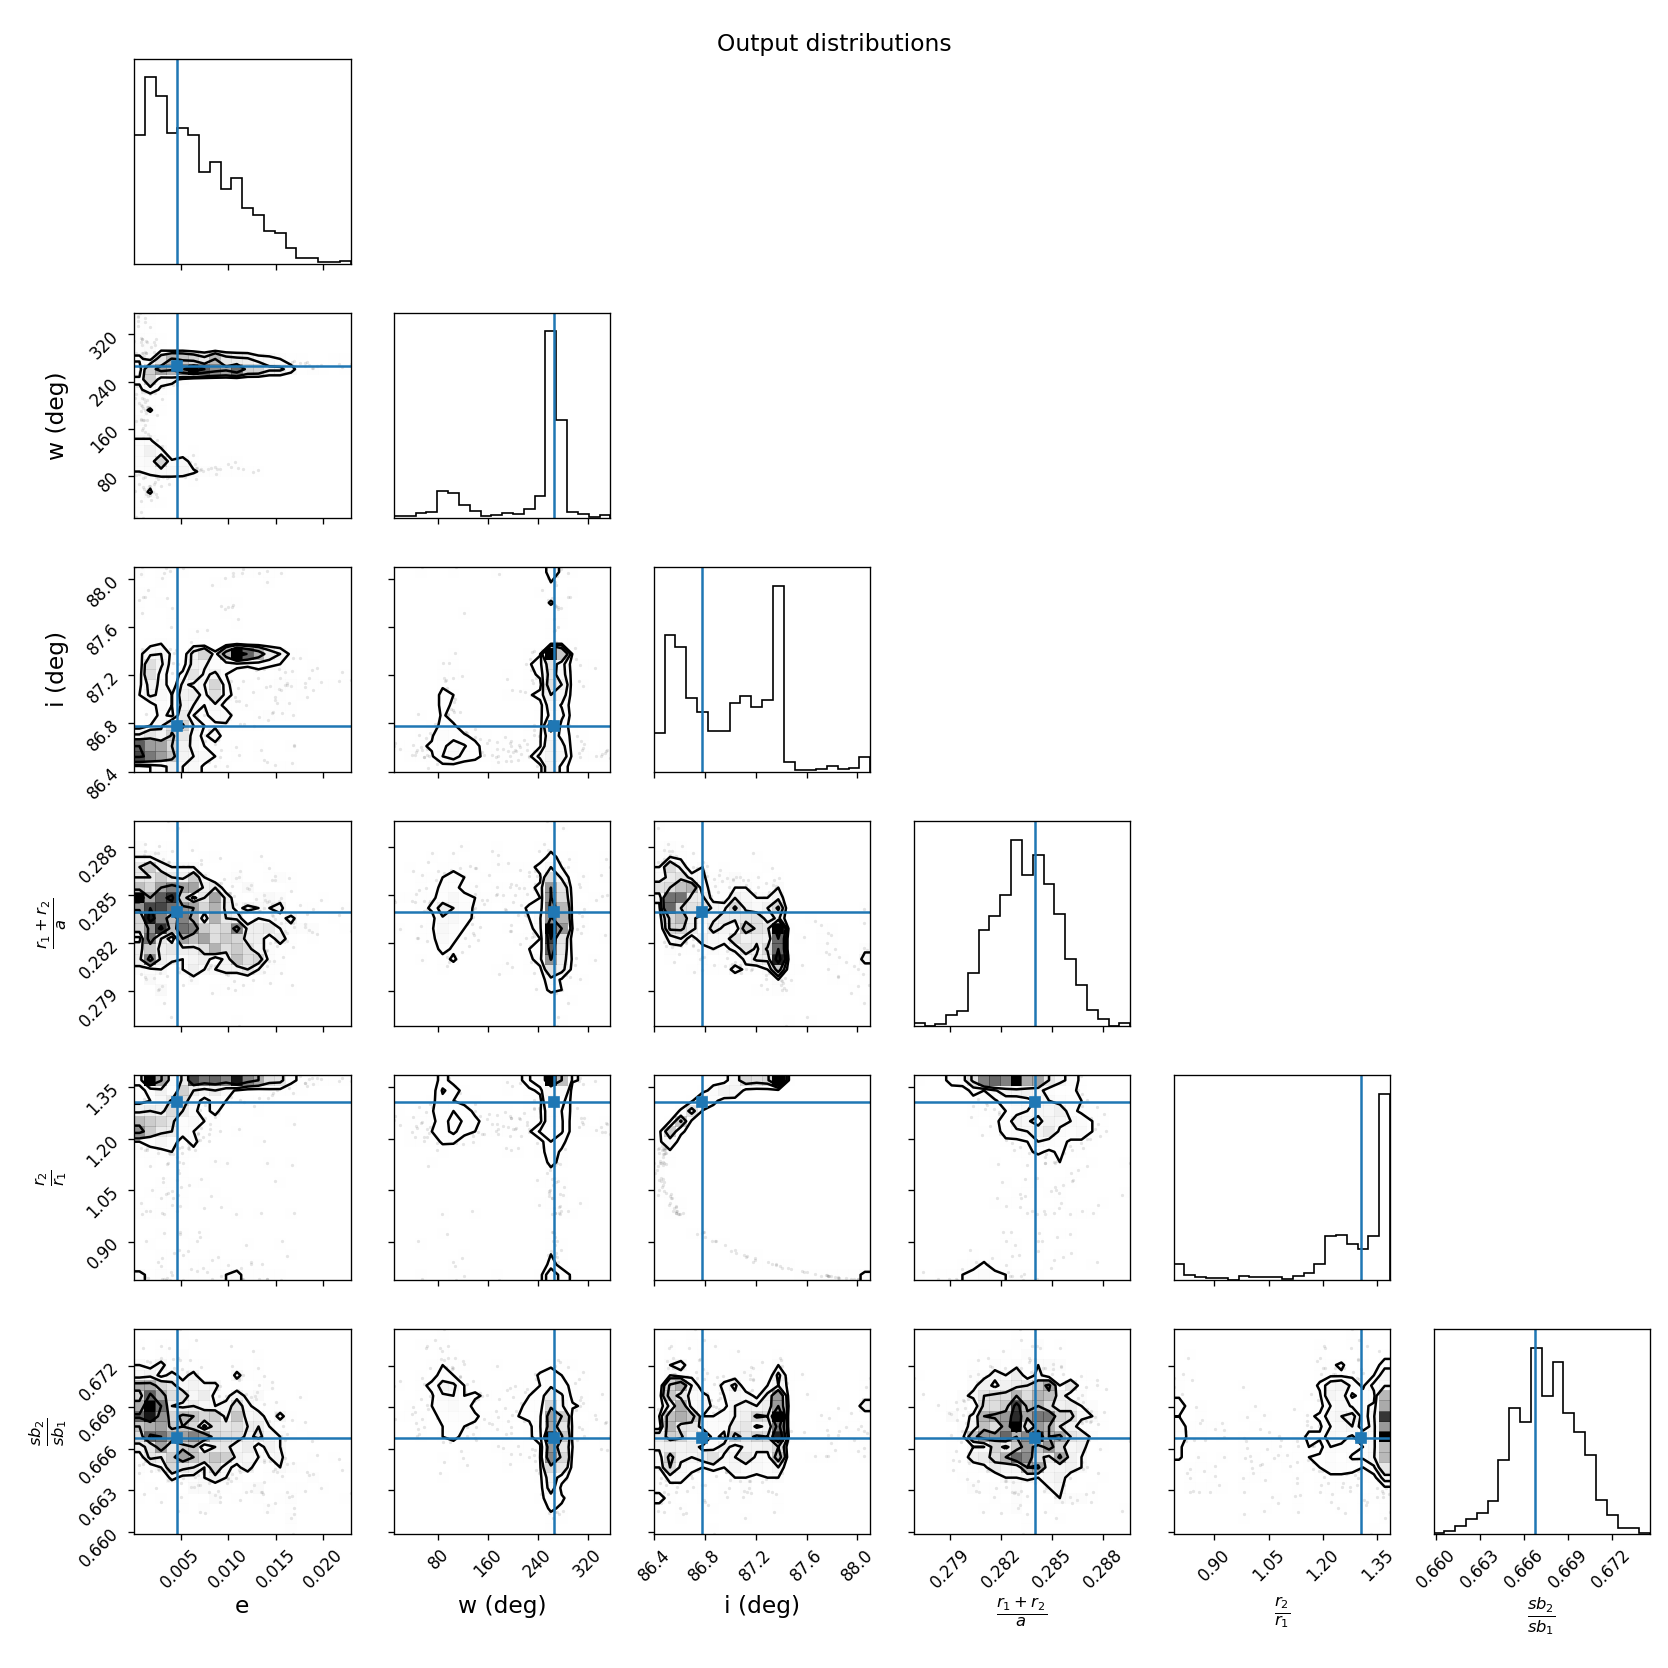 Output distributions
w (deg)
320
240
160
80
i (deg)
88.0
87.6
87.2
86.8
86.4
r₁ + r₂
a
0.288
0.285
0.282
0.279
r₂
r₁
1.35
1.20
1.05
0.90
sb₂
sb₁
0.672
0.669
0.666
0.663
0.660
0.005 0.010 0.015 0.020
80 160 240 320
86.4 86.8 87.2 87.6 88.0
0.279 0.282 0.285 0.288
0.90 1.05 1.20 1.35
0.660 0.663 0.666 0.669 0.672
e
w (deg)
i (deg)
r₁ + r₂
a
r₂
r₁
sb₂
sb₁